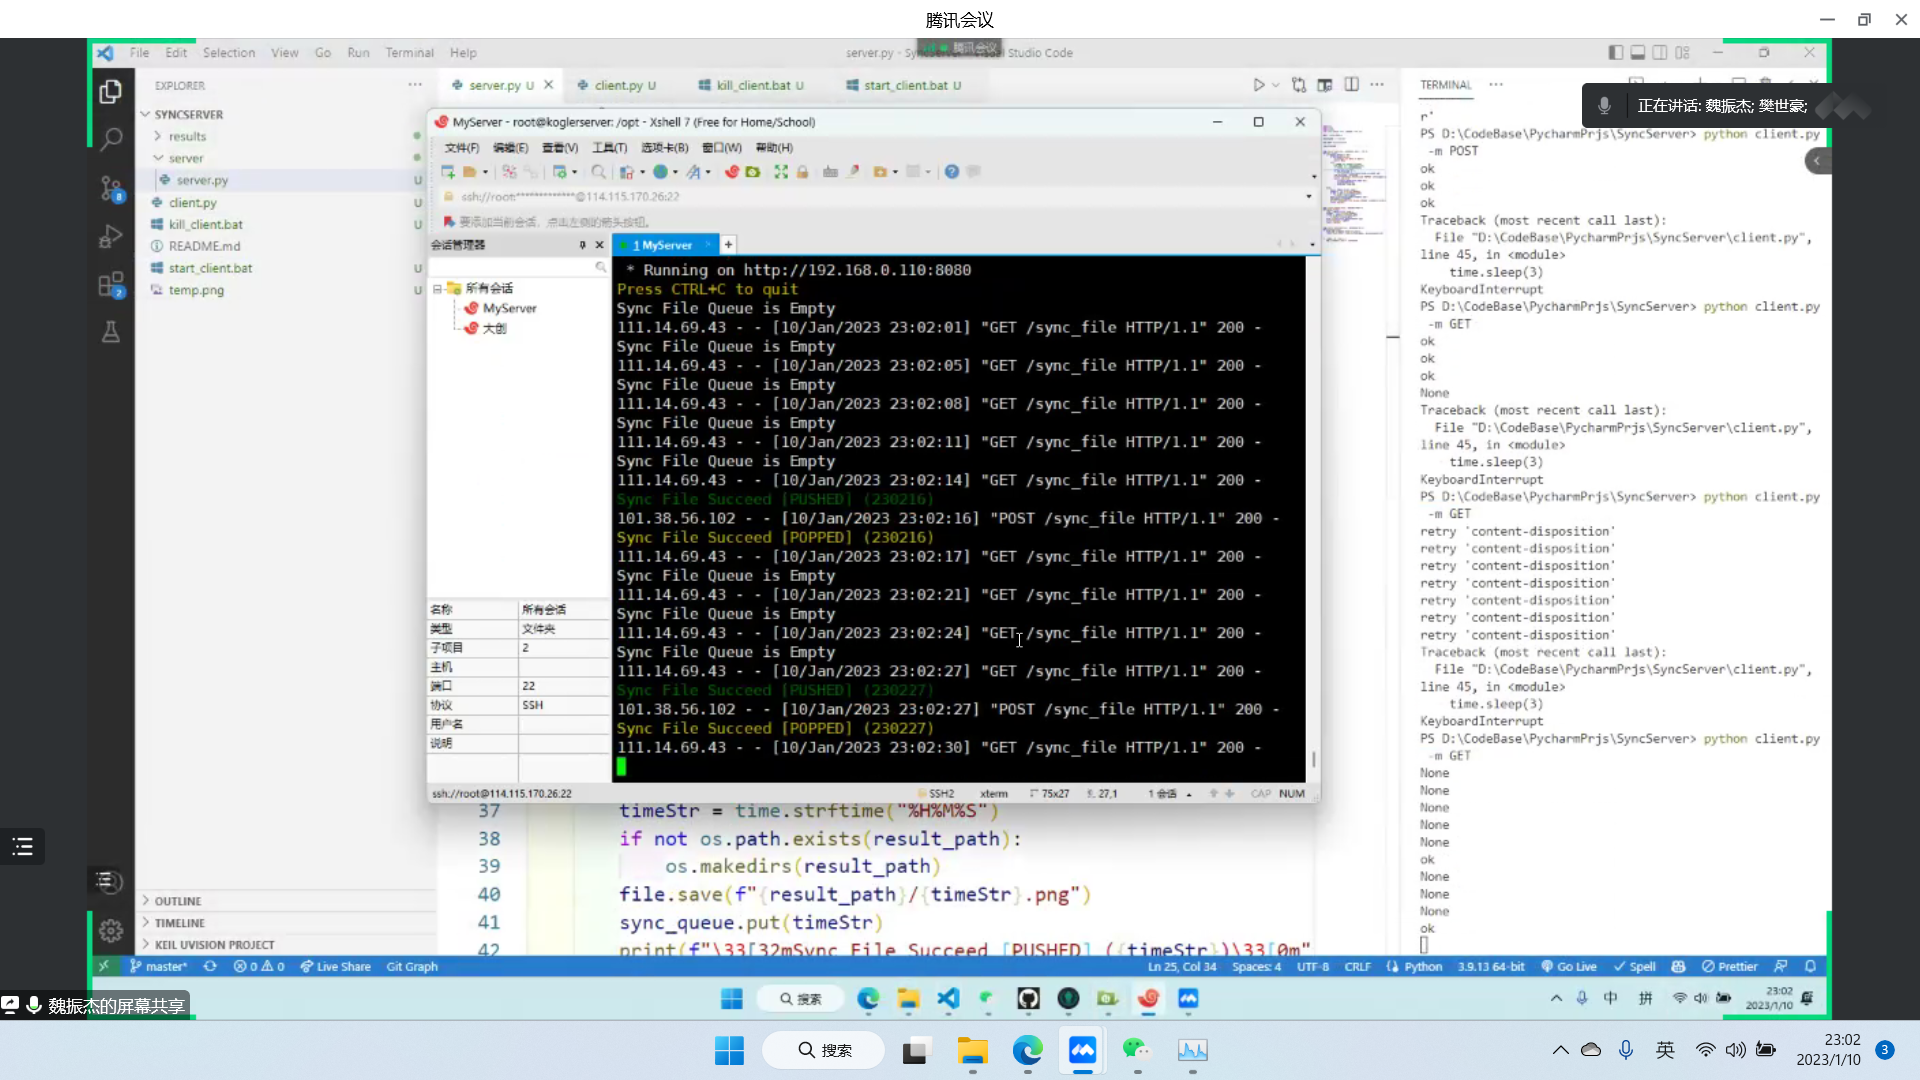 腾讯会议
File Edit Selection View Go Run Terminal Help
Studio Code
EXPLORER
server.py U
client.py U
kill_client.bat U
start_client.bat U
TERMINAL
正在讲话: 魏振杰; 樊世豪;
SYNCSERVER
results
server
server.py U
client.py U
kill_client.bat U
README.md
start_client.bat U
temp.png U
OUTLINE
TIMELINE
KEIL UVISION PROJECT
MyServer - root@koglerserver: /opt - Xshell 7 (Free for Home/School)
文件(F) 编辑(E) 查看(V) 工具(T) 选项卡(B) 窗口(W) 帮助(H)
ssh://root:**************@114.115.170.26:22
要添加当前会话，点击左侧的箭头按钮。
会话管理器
1 MyServer
所有会话
MyServer
大创
名称 所有会话
类型 文件夹
子项目 2
主机
端口 22
协议 SSH
用户名
说明
* Running on http://192.168.0.110:8080
Press CTRL+C to quit
Sync File Queue is Empty
111.14.69.43 - - [10/Jan/2023 23:02:01] "GET /sync_file HTTP/1.1" 200 -
Sync File Queue is Empty
111.14.69.43 - - [10/Jan/2023 23:02:05] "GET /sync_file HTTP/1.1" 200 -
Sync File Queue is Empty
111.14.69.43 - - [10/Jan/2023 23:02:08] "GET /sync_file HTTP/1.1" 200 -
Sync File Queue is Empty
111.14.69.43 - - [10/Jan/2023 23:02:11] "GET /sync_file HTTP/1.1" 200 -
Sync File Queue is Empty
111.14.69.43 - - [10/Jan/2023 23:02:14] "GET /sync_file HTTP/1.1" 200 -
Sync File Succeed [PUSHED] (230216)
101.38.56.102 - - [10/Jan/2023 23:02:16] "POST /sync_file HTTP/1.1" 200 -
Sync File Succeed [POPPED] (230216)
111.14.69.43 - - [10/Jan/2023 23:02:17] "GET /sync_file HTTP/1.1" 200 -
Sync File Queue is Empty
111.14.69.43 - - [10/Jan/2023 23:02:21] "GET /sync_file HTTP/1.1" 200 -
Sync File Queue is Empty
111.14.69.43 - - [10/Jan/2023 23:02:24] "GET /sync_file HTTP/1.1" 200 -
Sync File Queue is Empty
111.14.69.43 - - [10/Jan/2023 23:02:27] "GET /sync_file HTTP/1.1" 200 -
Sync File Succeed [PUSHED] (230227)
101.38.56.102 - - [10/Jan/2023 23:02:27] "POST /sync_file HTTP/1.1" 200 -
Sync File Succeed [POPPED] (230227)
111.14.69.43 - - [10/Jan/2023 23:02:30] "GET /sync_file HTTP/1.1" 200 -
ssh://root@114.115.170.26:22 SSH2 xterm 75x27 27,1 1 会话 CAP NUM
37 timeStr = time.strftime("%H%M%S")
38 if not os.path.exists(result_path):
39 os.makedirs(result_path)
40 file.save(f"{result_path}/{timeStr}.png")
41 sync_queue.put(timeStr)
42 print(f"\33[32mSync File Succeed [PUSHED] ({timeStr})\33[0m"
r'
PS D:\CodeBase\PycharmPrjs\SyncServer> python client.py
-m POST
ok
ok
ok
Traceback (most recent call last):
File "D:\CodeBase\PycharmPrjs\SyncServer\client.py",
line 45, in <module>
time.sleep(3)
KeyboardInterrupt
PS D:\CodeBase\PycharmPrjs\SyncServer> python client.py
-m GET
ok
ok
ok
None
Traceback (most recent call last):
File "D:\CodeBase\PycharmPrjs\SyncServer\client.py",
line 45, in <module>
time.sleep(3)
KeyboardInterrupt
PS D:\CodeBase\PycharmPrjs\SyncServer> python client.py
-m GET
retry 'content-disposition'
retry 'content-disposition'
retry 'content-disposition'
retry 'content-disposition'
retry 'content-disposition'
retry 'content-disposition'
retry 'content-disposition'
Traceback (most recent call last):
File "D:\CodeBase\PycharmPrjs\SyncServer\client.py",
line 45, in <module>
time.sleep(3)
KeyboardInterrupt
PS D:\CodeBase\PycharmPrjs\SyncServer> python client.py
-m GET
None
None
None
None
None
ok
None
None
None
ok
master* 0 0 Live Share Git Graph Ln 25, Col 34 Spaces: 4 UTF-8 CRLF Python 3.9.13 64-bit Go Live Spell Prettier
魏振杰的屏幕共享
搜索
中 拼 23:02
2023/1/10
搜索
英 23:02
2023/1/10
3